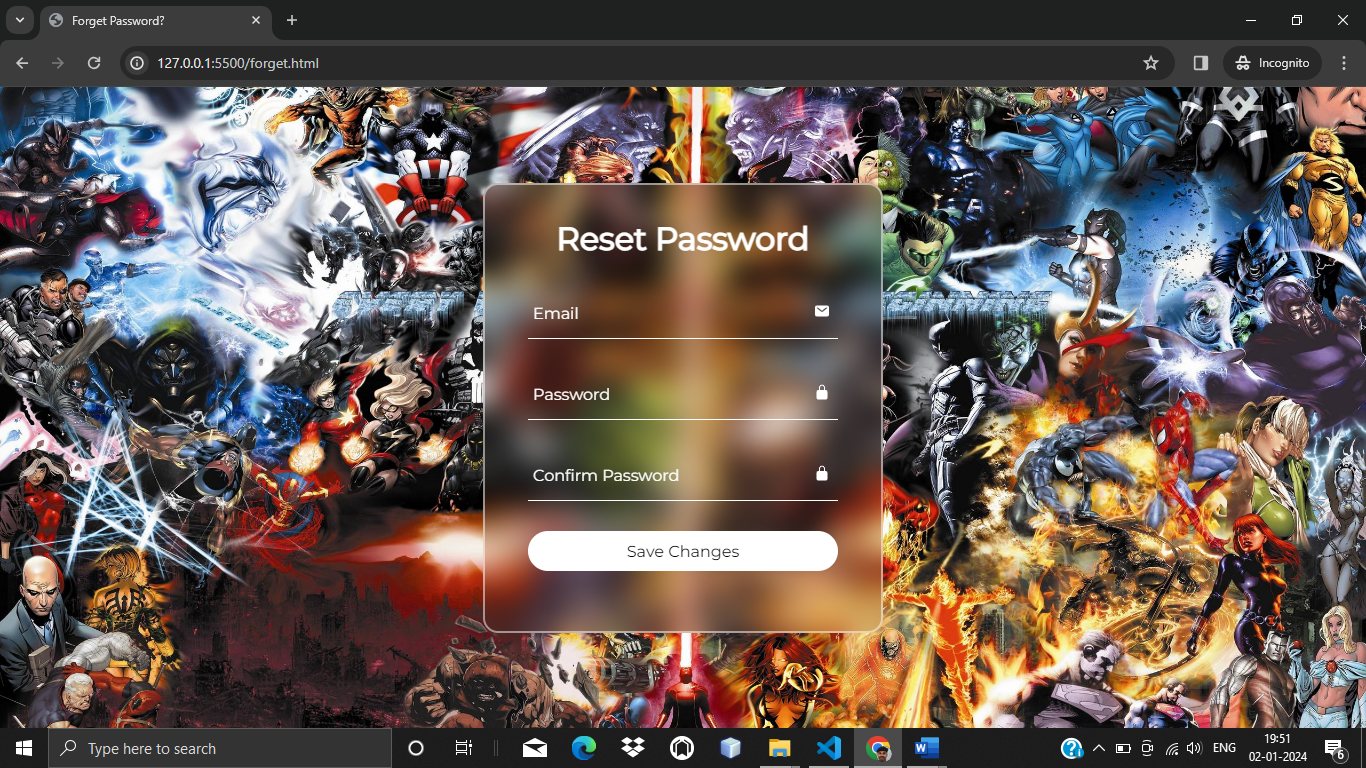 Forget Password?
127.0.0.1:5500/forget.html
Incognito
Reset Password
Email
Password
Confirm Password
Save Changes
Type here to search
ENG
19:51
02-01-2024
6